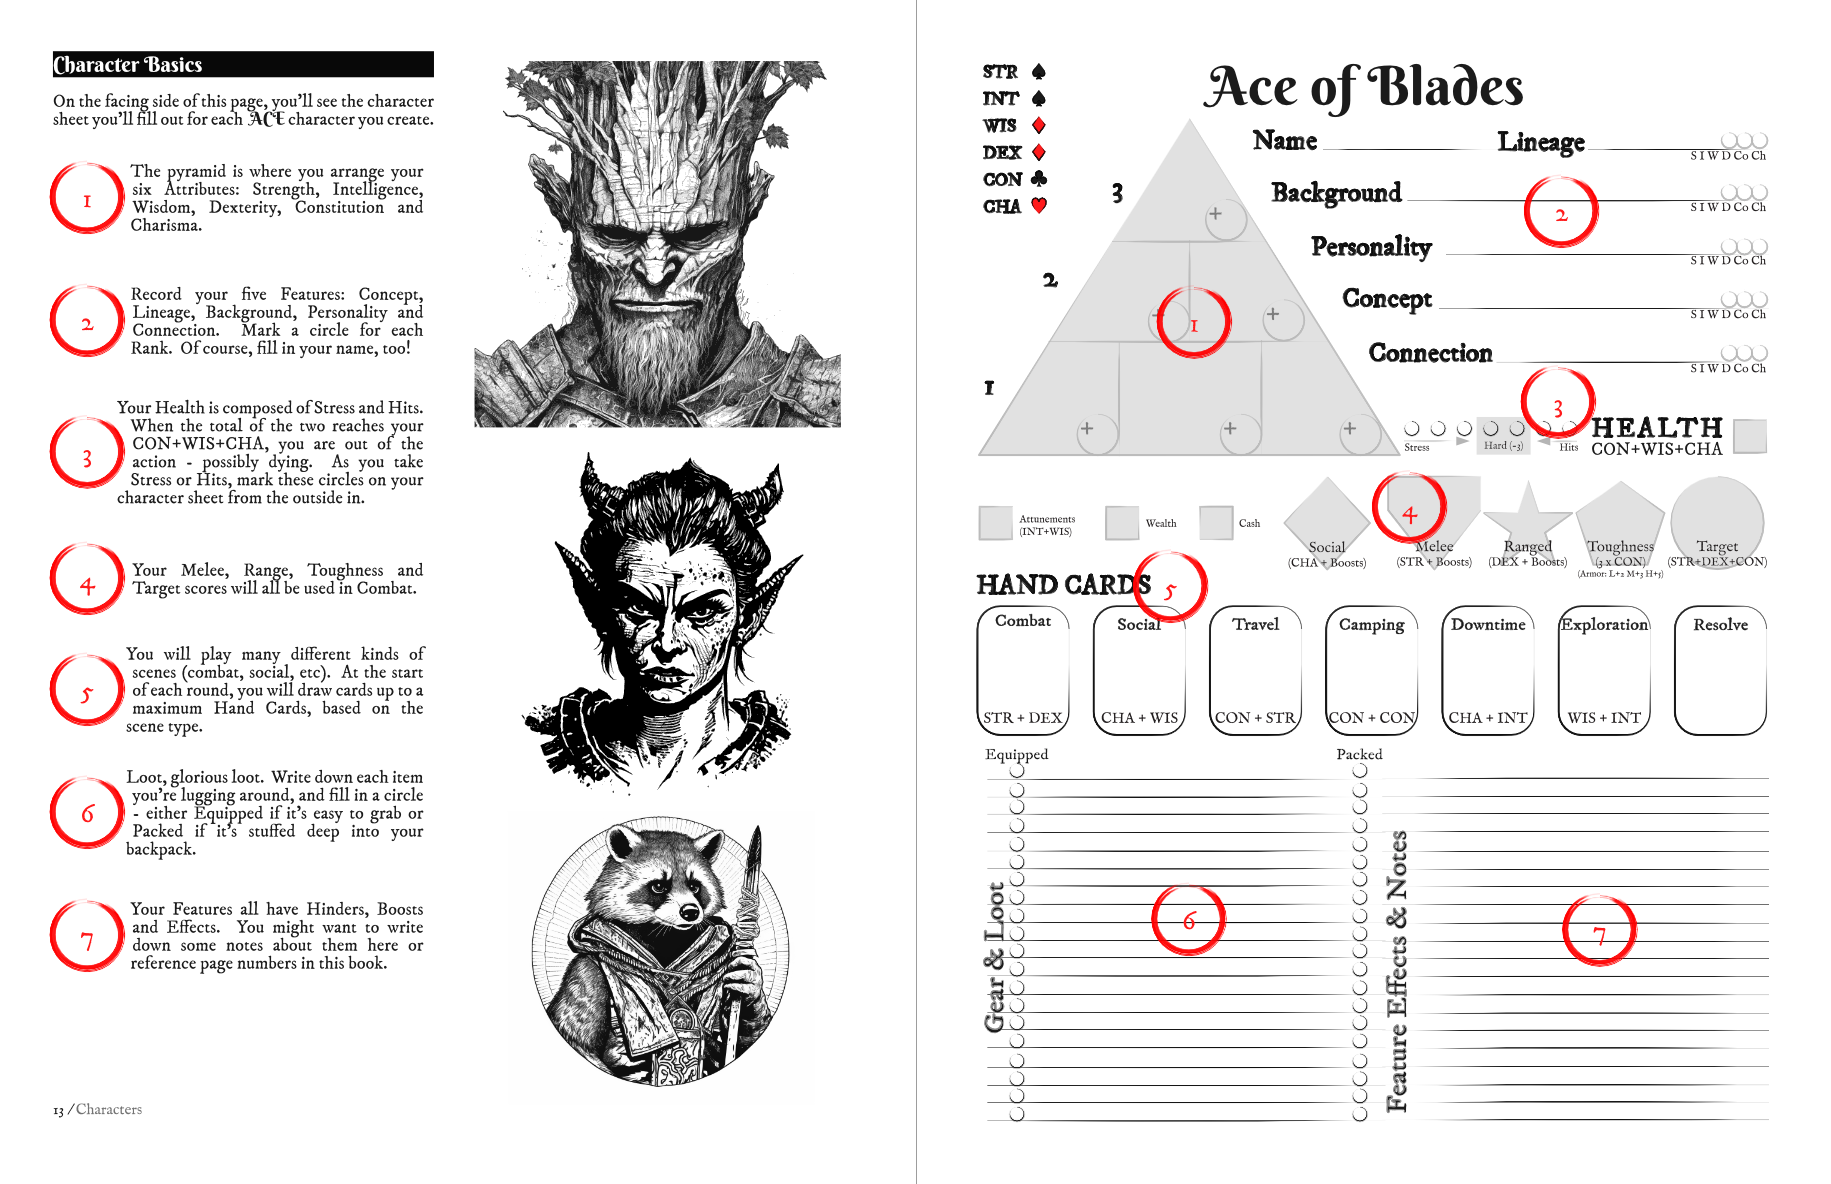 Character Basics
On the facing side of this page, you'll see the character
sheet you'll fill out for each ACE character you create.
1
The pyramid is where you arrange your
six Attributes: Strength, Intelligence,
Wisdom, Dexterity, Constitution and
Charisma.
2
Record your five Features: Concept,
Lineage, Background, Personality and
Connection. Mark a circle for each
Rank. Of course, fill in your name, too!
3
Your Health is composed of Stress and Hits.
When the total of the two reaches your
CON+WIS+CHA, you are out of the
action - possibly dying. As you take
Stress or Hits, mark these circles on your
character sheet from the outside in.
4
Your Melee, Range, Toughness and
Target scores will all be used in Combat.
5
You will play many different kinds of
scenes (combat, social, etc). At the start
of each round, you will draw cards up to a
maximum Hand Cards, based on the
scene type.
6
Loot, glorious loot. Write down each item
you're lugging around, and fill in a circle
- either Equipped if it's easy to grab or
Packed if it's stuffed deep into your
backpack.
7
Your Features all have Hinders, Boosts
and Effects. You might want to write
down some notes about them here or
reference page numbers in this book.
13 / Characters
STR ♠
INT ♠
WIS ♦
DEX ♦
CON ♣
CHA ♥
Ace of Blades
Name Lineage
S I W D Co Ch
Background
S I W D Co Ch
2
Personality
S I W D Co Ch
Concept
S I W D Co Ch
Connection
S I W D Co Ch
3
+
2
+ 1 +
1
+ + +
3
Stress Hard (-3) Hits
HEALTH
CON+WIS+CHA
Attunements
(INT+WIS)
Wealth
Cash
Social
(CHA + Boosts)
4
Melee
(STR + Boosts)
Ranged
(DEX + Boosts)
Toughness
(3 x CON)
(Armor: L+2 M+3 H+5)
Target
(STR+DEX+CON)
HAND CARDS
5
Combat
STR + DEX
Social
CHA + WIS
Travel
CON + STR
Camping
CON + CON
Downtime
CHA + INT
Exploration
WIS + INT
Resolve
Equipped
Packed
Gear & Loot
6
Feature Effects & Notes
7